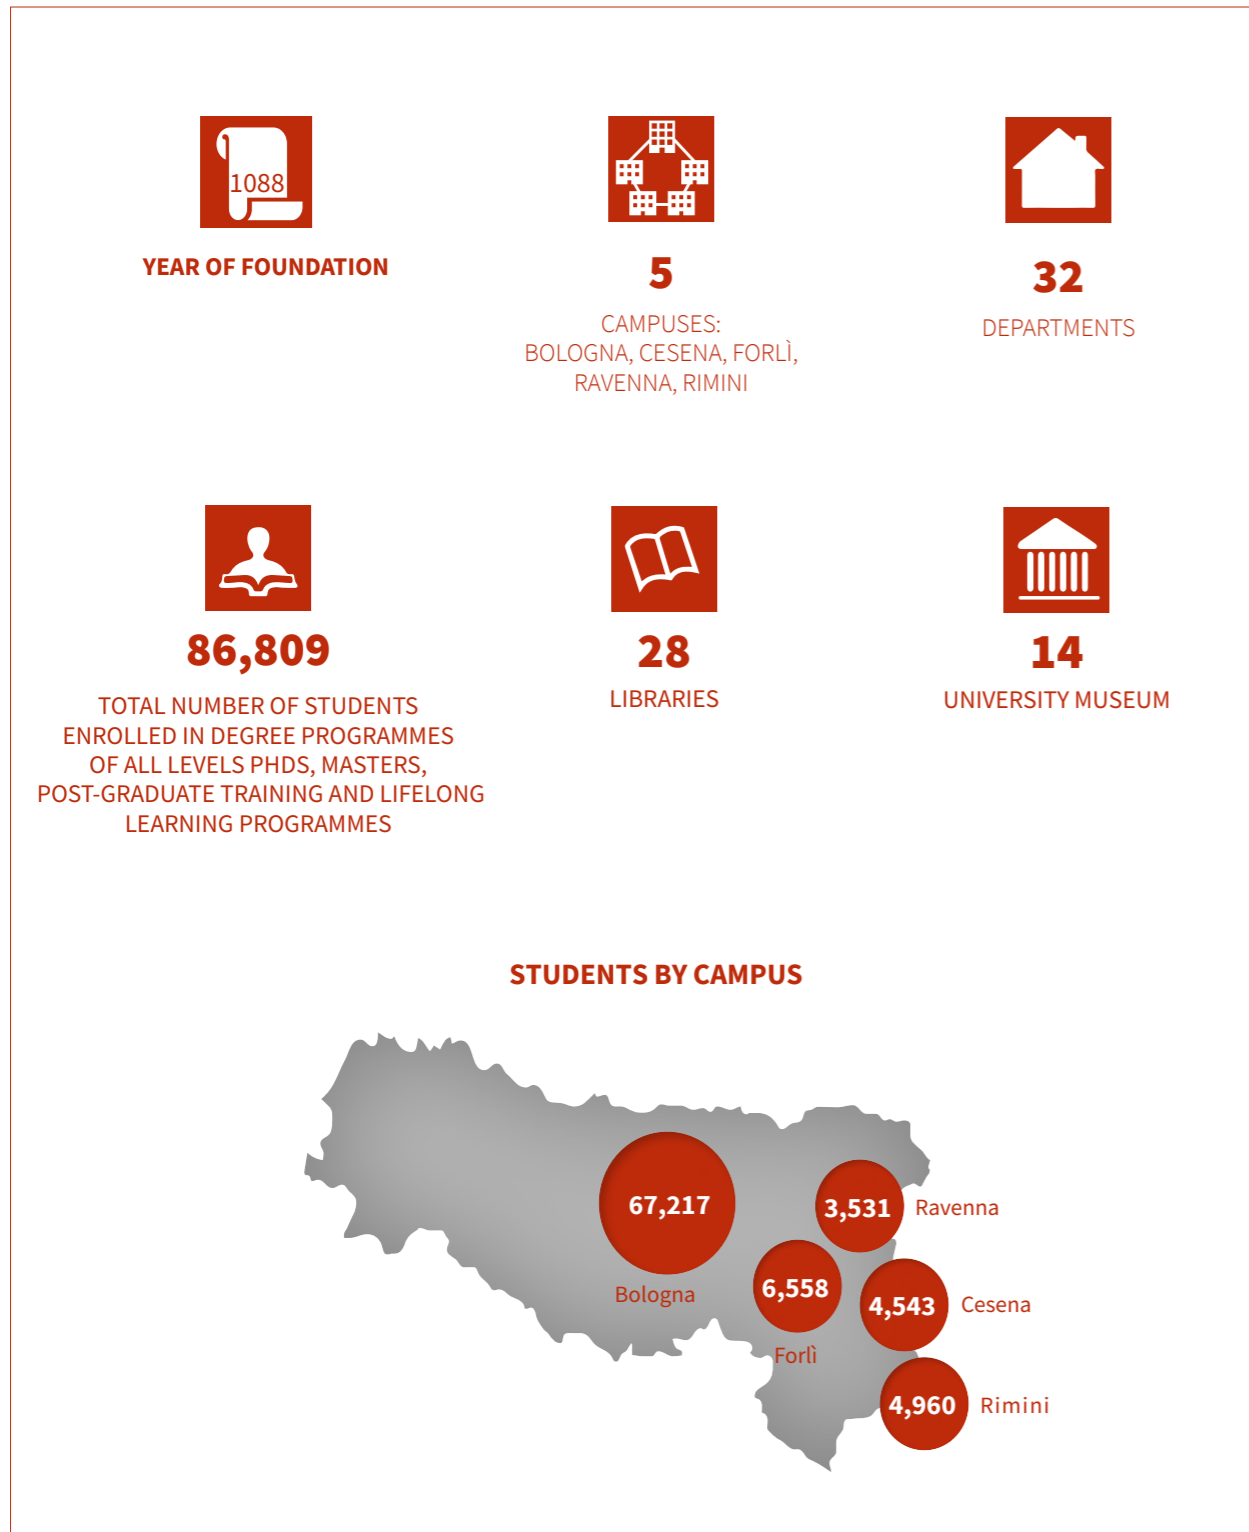 1088
YEAR OF FOUNDATION
5
CAMPUSES:
BOLOGNA, CESENA, FORLÌ,
RAVENNA, RIMINI
32
DEPARTMENTS
86,809
TOTAL NUMBER OF STUDENTS
ENROLLED IN DEGREE PROGRAMMES
OF ALL LEVELS PHDS, MASTERS,
POST-GRADUATE TRAINING AND LIFELONG
LEARNING PROGRAMMES
28
LIBRARIES
14
UNIVERSITY MUSEUM
STUDENTS BY CAMPUS
67,217
Bologna
3,531
Ravenna
6,558
Forlì
4,543
Cesena
4,960
Rimini